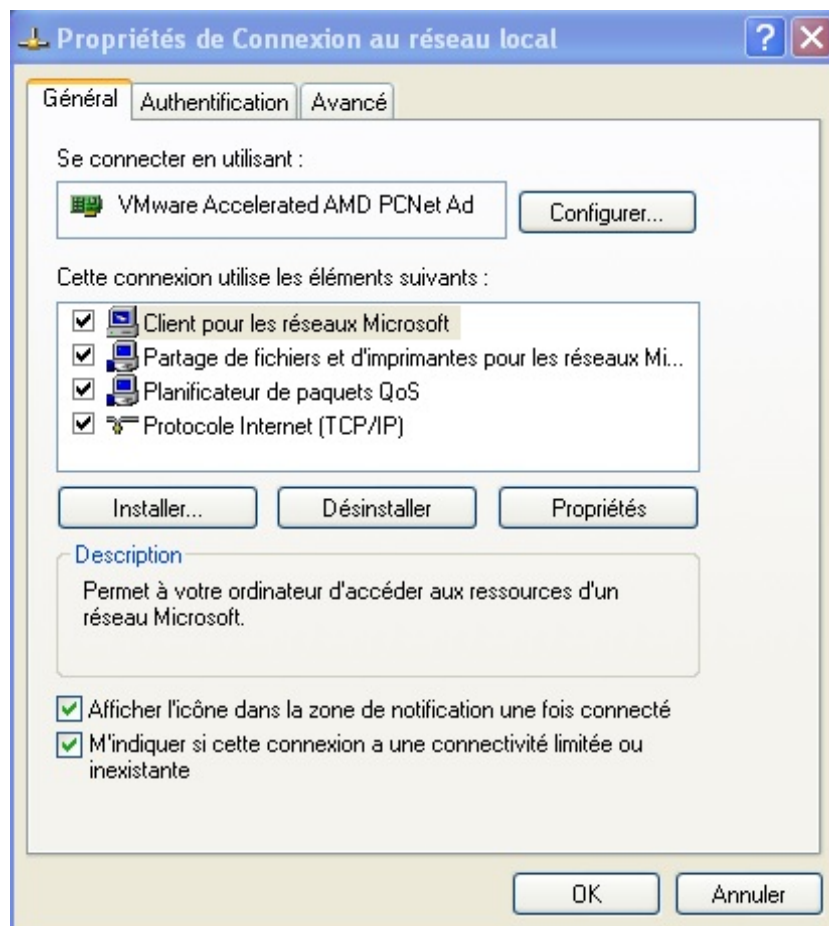 Propriétés de Connexion au réseau local
Général Authentification Avancé
Se connecter en utilisant :
VMware Accelerated AMD PCNet Ad
Configurer...
Cette connexion utilise les éléments suivants :
Client pour les réseaux Microsoft
Partage de fichiers et d'imprimantes pour les réseaux Mi...
Planificateur de paquets QoS
Protocole Internet (TCP/IP)
Installer... Désinstaller Propriétés
Description
Permet à votre ordinateur d'accéder aux ressources d'un
réseau Microsoft.
Afficher l'icône dans la zone de notification une fois connecté
M'indiquer si cette connexion a une connectivité limitée ou
inexistante
OK Annuler